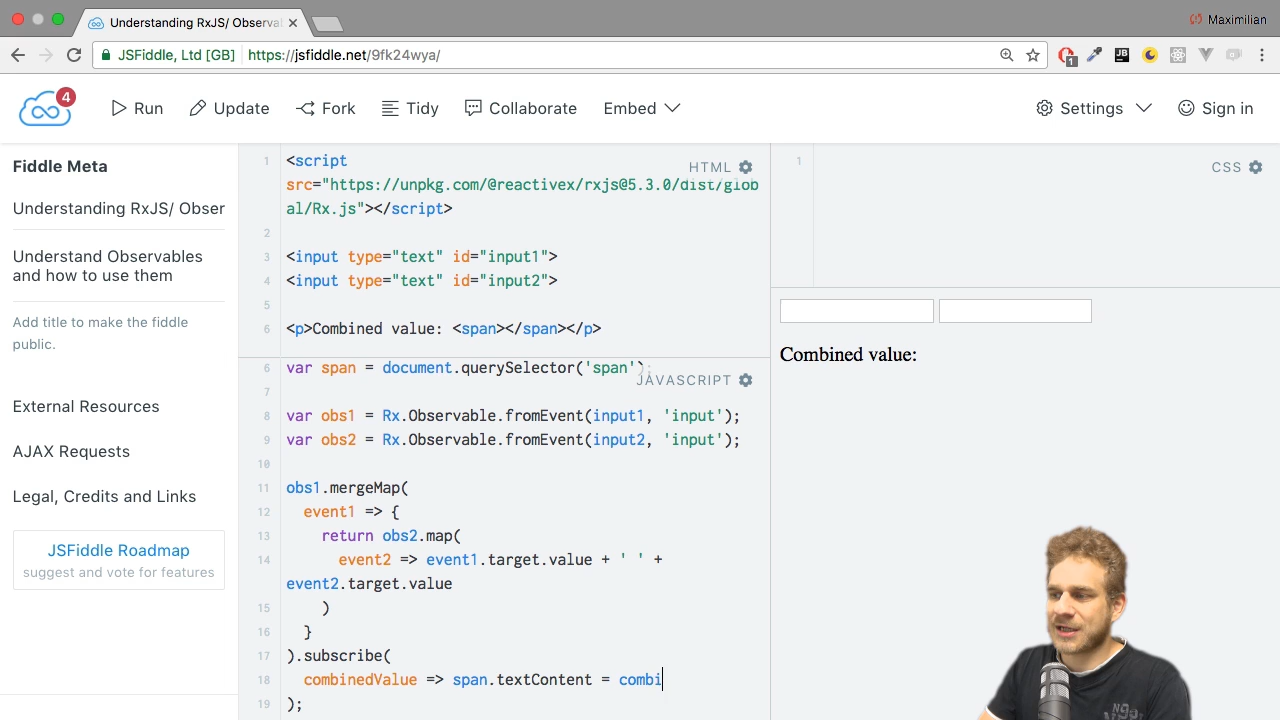 Understanding RxJS/ Observa
Maximilian
JSFiddle, Ltd [GB] https://jsfiddle.net/9fk24wya/
1
JB
4
Run
Update
Fork
Tidy
Collaborate
Embed
Settings
Sign in
Fiddle Meta
Understanding RxJS/ Obser
Understand Observables
and how to use them
Add title to make the fiddle
public.
External Resources
AJAX Requests
Legal, Credits and Links
JSFiddle Roadmap
suggest and vote for features
HTML
1 <script
src="https://unpkg.com/@reactivex/rxjs@5.3.0/dist/glob
al/Rx.js"></script>
2
3 <input type="text" id="input1">
4 <input type="text" id="input2">
5
6 <p>Combined value: <span></span></p>
JAVASCRIPT
6 var span = document.querySelector('span');
7
8 var obs1 = Rx.Observable.fromEvent(input1, 'input');
9 var obs2 = Rx.Observable.fromEvent(input2, 'input');
10
11 obs1.mergeMap(
12 event1 => {
13 return obs2.map(
14 event2 => event1.target.value + ' ' +
event2.target.value
15 )
16 }
17 ).subscribe(
18 combinedValue => span.textContent = combi
19 );
1
CSS
Combined value: